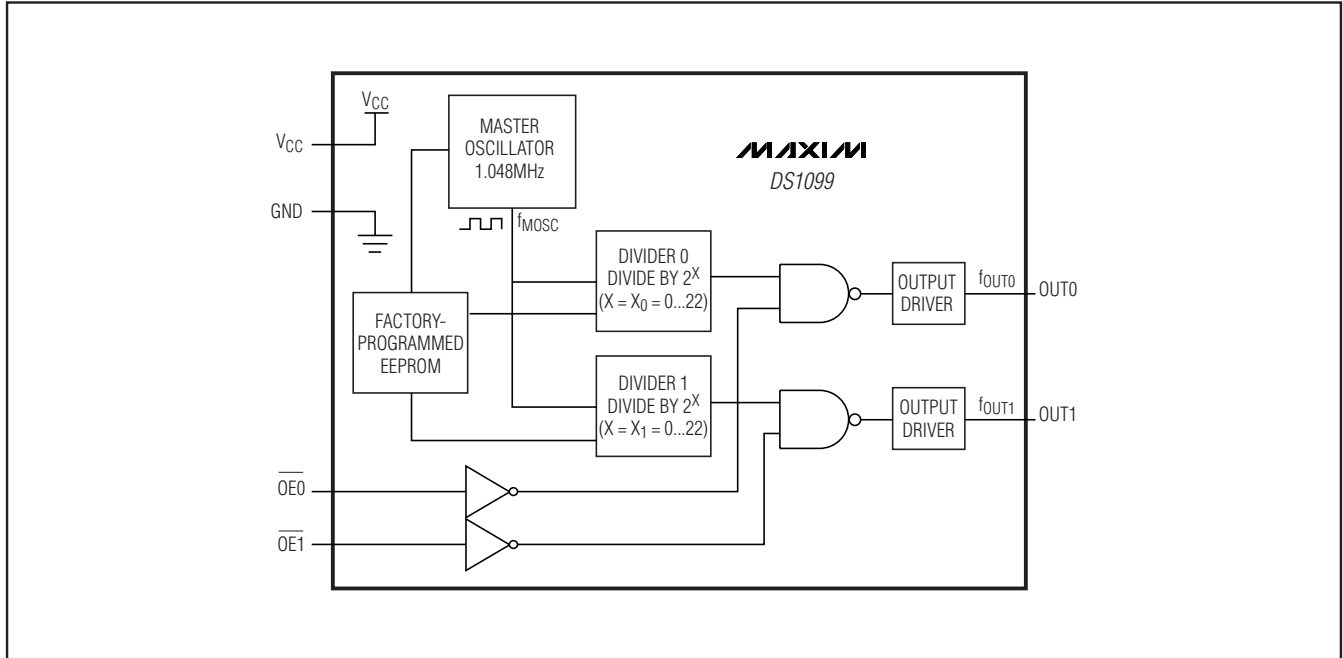 VCC
VCC
GND
MASTER
OSCILLATOR
1.048MHz
fMOSC
MAXIM
DS1099
FACTORY-
PROGRAMMED
EEPROM
DIVIDER 0
DIVIDE BY 2X
(X = X0 = 0...22)
DIVIDER 1
DIVIDE BY 2X
(X = X1 = 0...22)
OUTPUT
DRIVER
fOUT0
OUT0
OUTPUT
DRIVER
fOUT1
OUT1
OE0
OE1